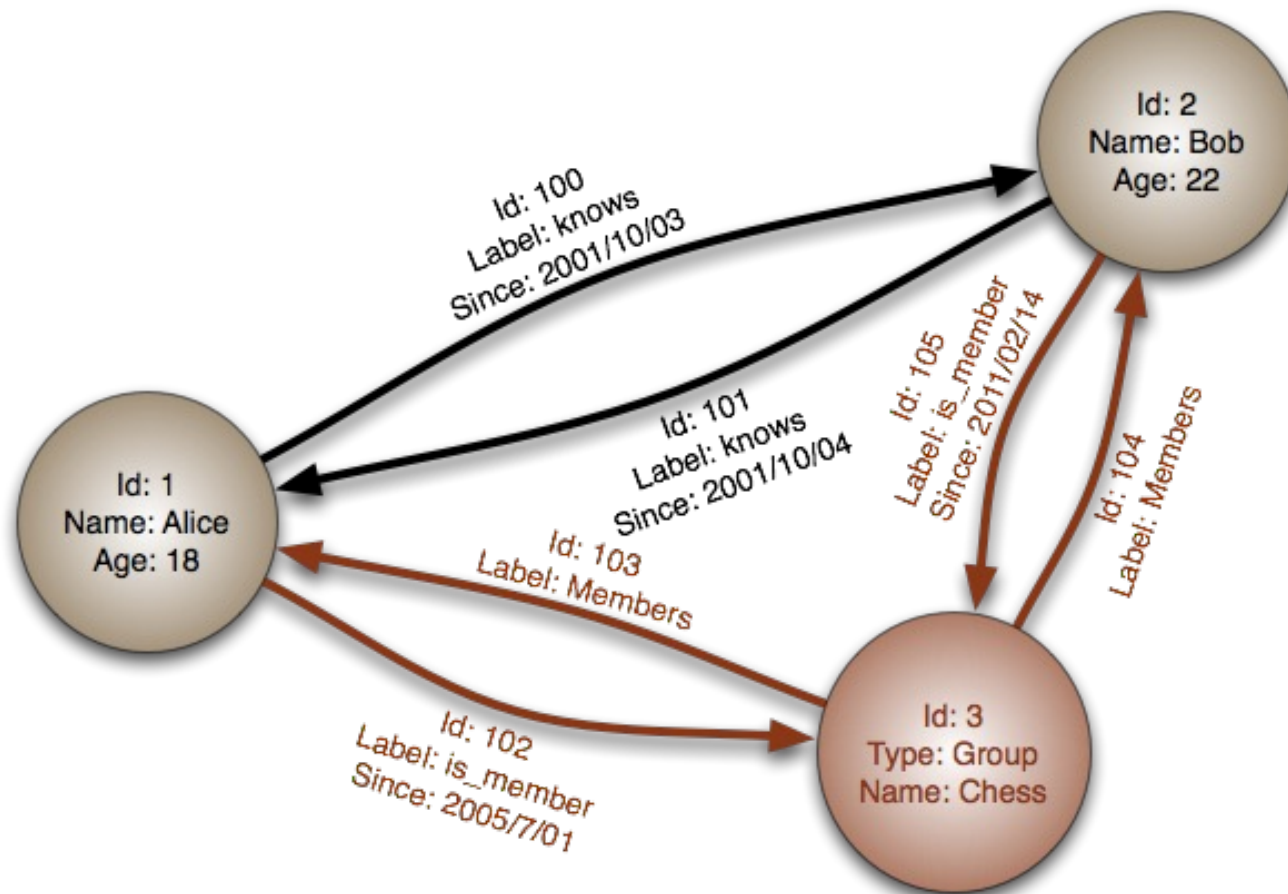 Id: 2
Name: Bob
Age: 22
Id: 100
Label: knows
Since: 2001/10/03
Id: 101
Label: knows
Since: 2001/10/04
Id: 105
Label: is_member
Since: 2011/02/14
Id: 104
Label: Members
Id: 1
Name: Alice
Age: 18
Id: 103
Label: Members
Id: 102
Label: is_member
Since: 2005/7/01
Id: 3
Type: Group
Name: Chess